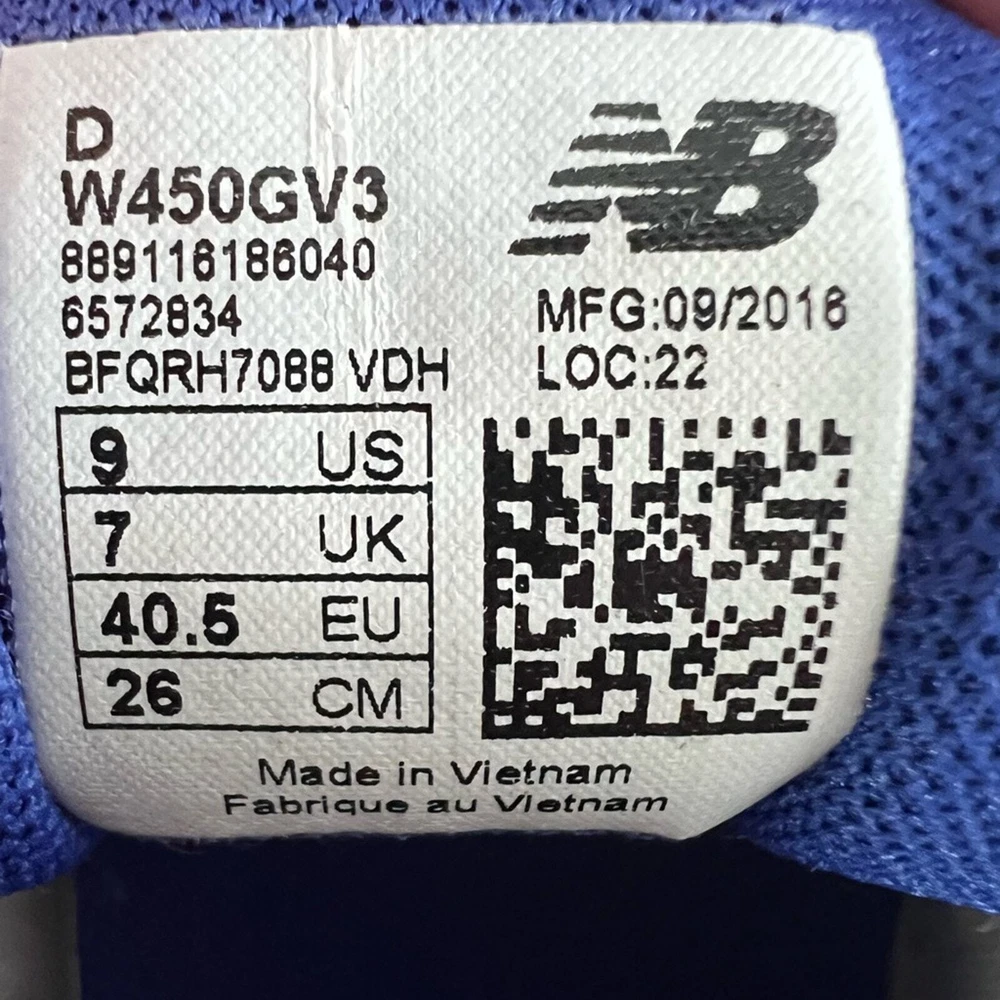 D
W450GV3
889116186040
6572834
BFQRH7088 VDH
NB
MFG:09/2016
LOC:22
9 US
7 UK
40.5 EU
26 CM
Made in Vietnam
Fabrique au Vietnam